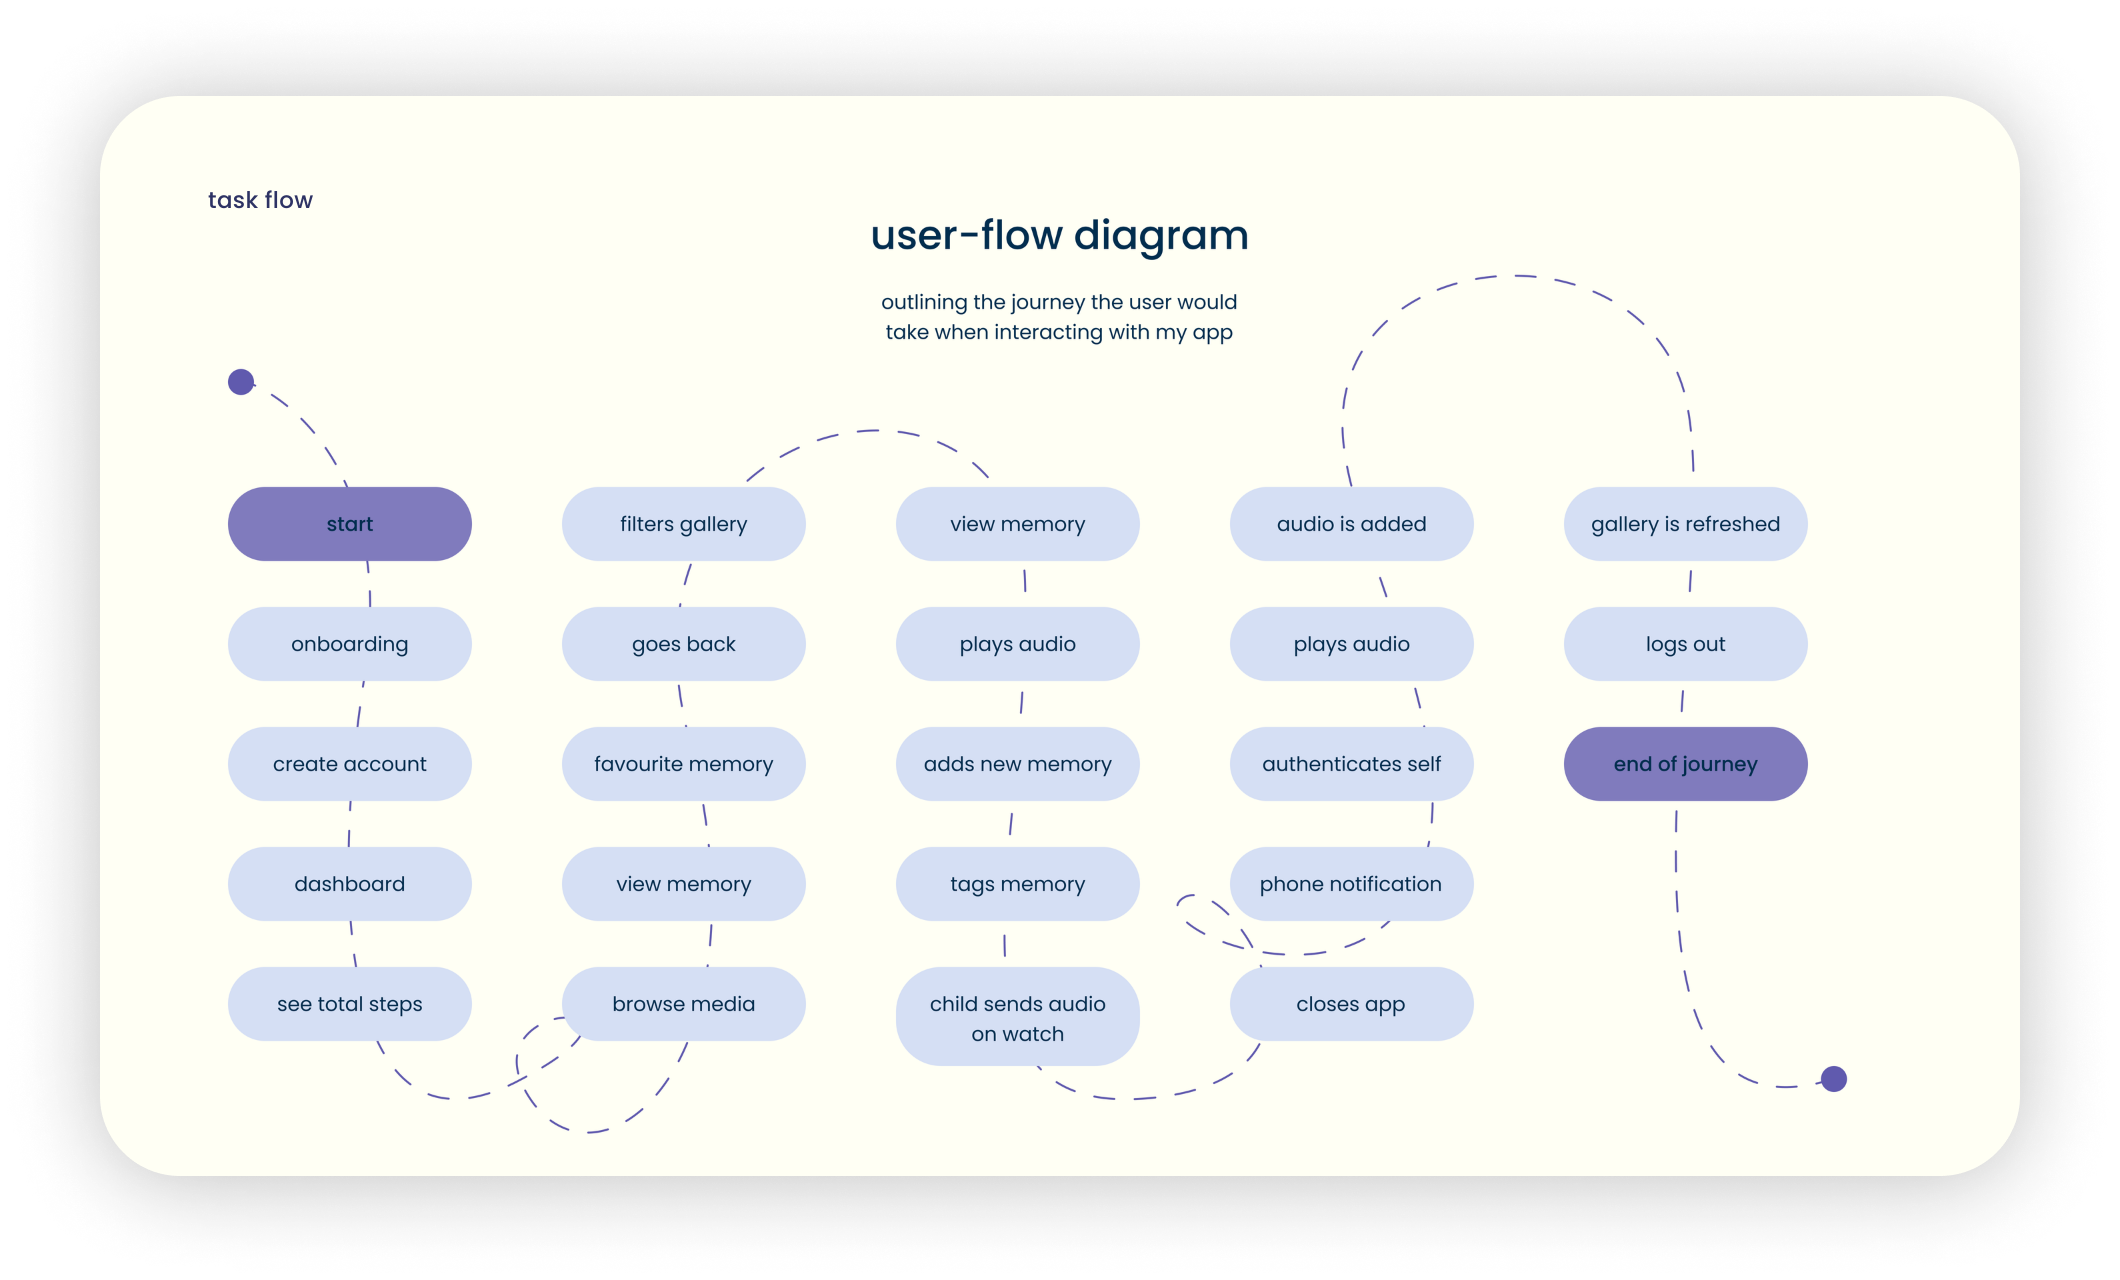 task flow
user-flow diagram
outlining the journey the user would
take when interacting with my app
start
onboarding
create account
dashboard
see total steps
filters gallery
goes back
favourite memory
view memory
browse media
view memory
plays audio
adds new memory
tags memory
child sends audio
on watch
audio is added
plays audio
authenticates self
phone notification
closes app
gallery is refreshed
logs out
end of journey